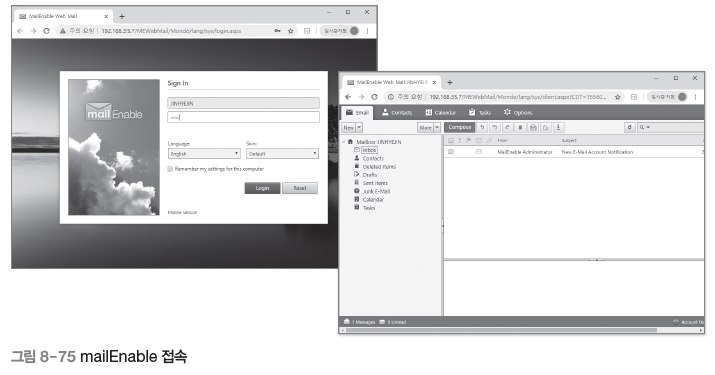 MailEnable Web Mail
주의 요함 | 192.168.35.7/MEWebMail/Mondo/lang/sys/login.aspx
일시중지됨
mail Enable
Sign In
JINHYEJIN
Language:
Skin:
English
Default
Remember my settings for this computer
Login
Reset
Mobile Version
MailEnable Web Mail:JINHYEJI
주의 요함 | 192.168.35.7/MEWebMail/Mondo/lang/sys/client.aspx?CDT=15560...
일시중지됨
Email
Contacts
Calendar
Tasks
Options
New
More
Compose
Mailbox-JINHYEJIN
Inbox
Contacts
Deleted Items
Drafts
Sent Items
Junk E-Mail
Calendar
Tasks
From
Subject
MailEnable Administrator
New E-Mail Account Notification
1 Messages
0 Unread
Account Us
그림 8-75 mailEnable 접속